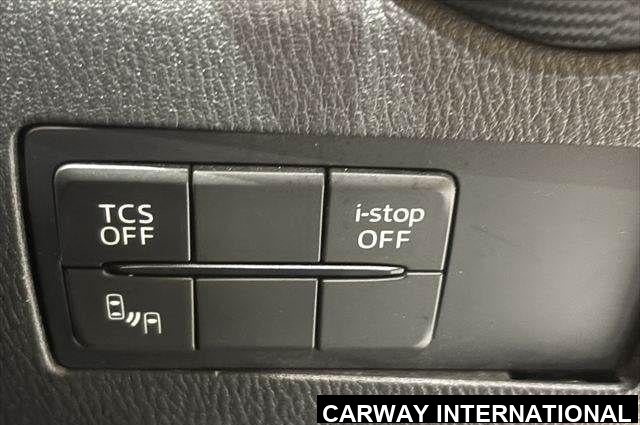 TCS
OFF
i-stop
OFF
CARWAY INTERNATIONAL